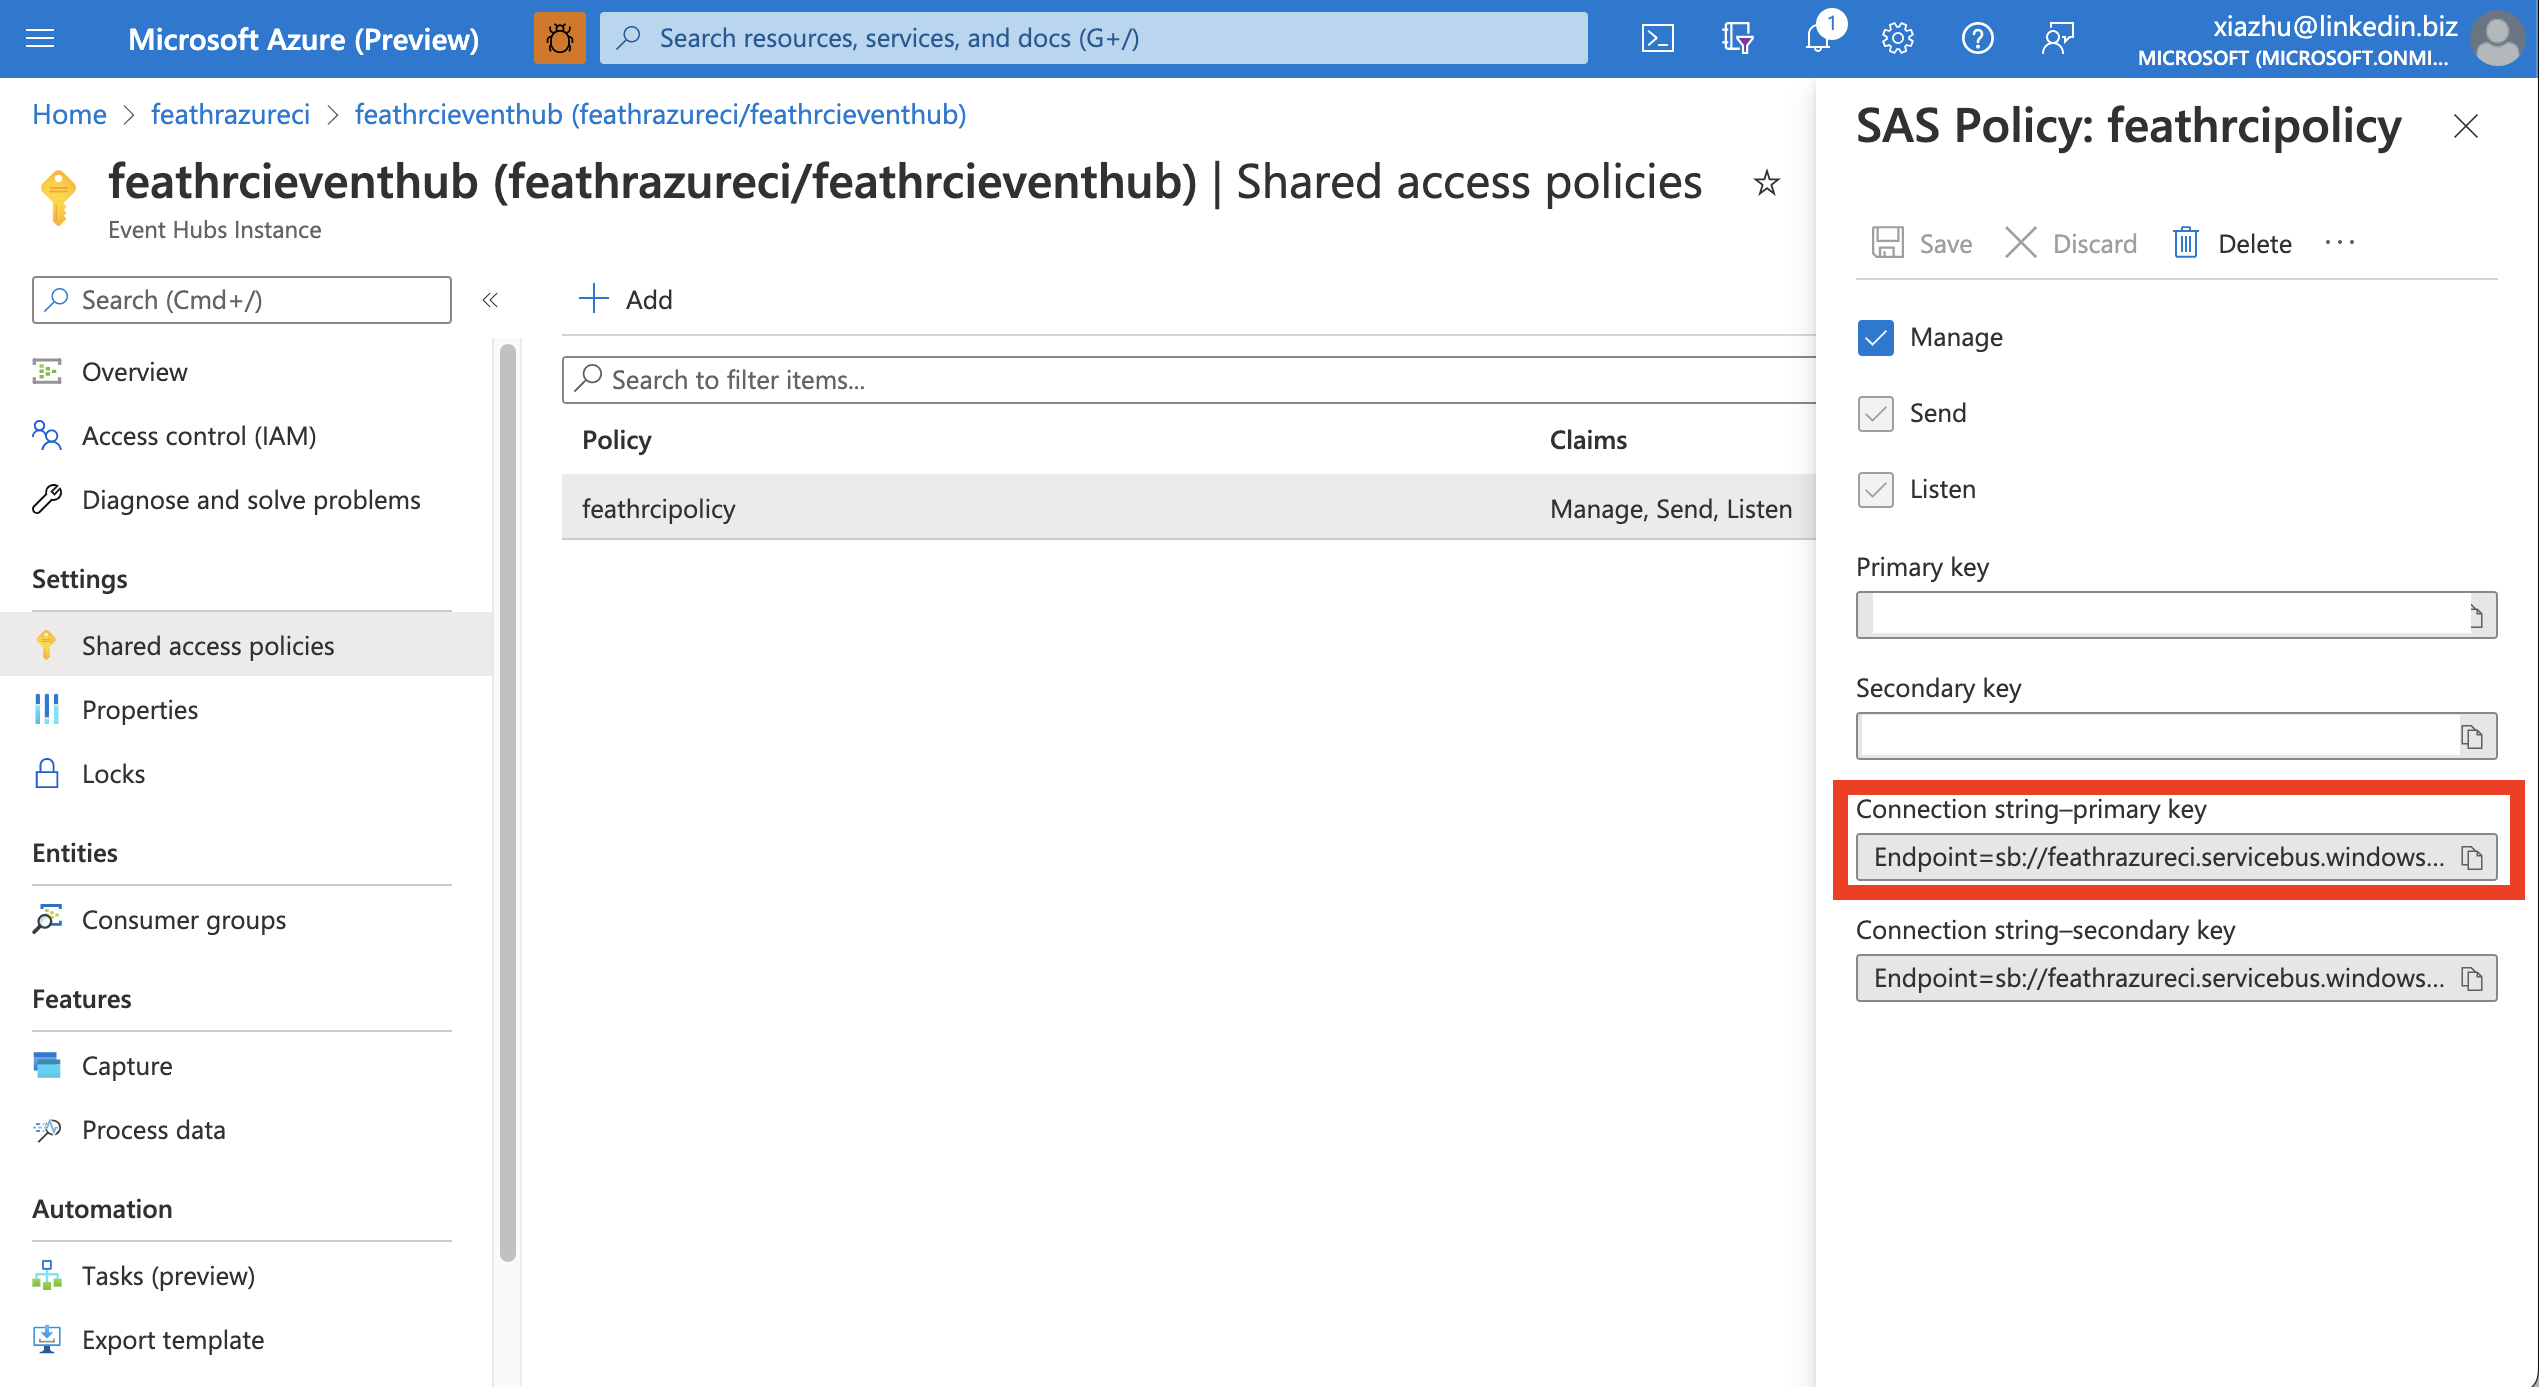 Microsoft Azure (Preview)
Search resources, services, and docs (G+/)
1
xiazhu@linkedin.biz
MICROSOFT (MICROSOFT.ONMI...
Home > feathrazureci > feathrcieventhub (feathrazureci/feathrcieventhub)
feathrcieventhub (feathrazureci/feathrcieventhub) | Shared access policies
Event Hubs Instance
Search (Cmd+/)
«
Overview
Access control (IAM)
Diagnose and solve problems
Settings
Shared access policies
Properties
Locks
Entities
Consumer groups
Features
Capture
Process data
Automation
Tasks (preview)
Export template
Add
Search to filter items...
Policy Claims
feathrcipolicy Manage, Send, Listen
SAS Policy: feathrcipolicy
Save Discard Delete ...
Manage
Send
Listen
Primary key
Secondary key
Connection string–primary key
Endpoint=sb://feathrazureci.servicebus.windows...
Connection string–secondary key
Endpoint=sb://feathrazureci.servicebus.windows...